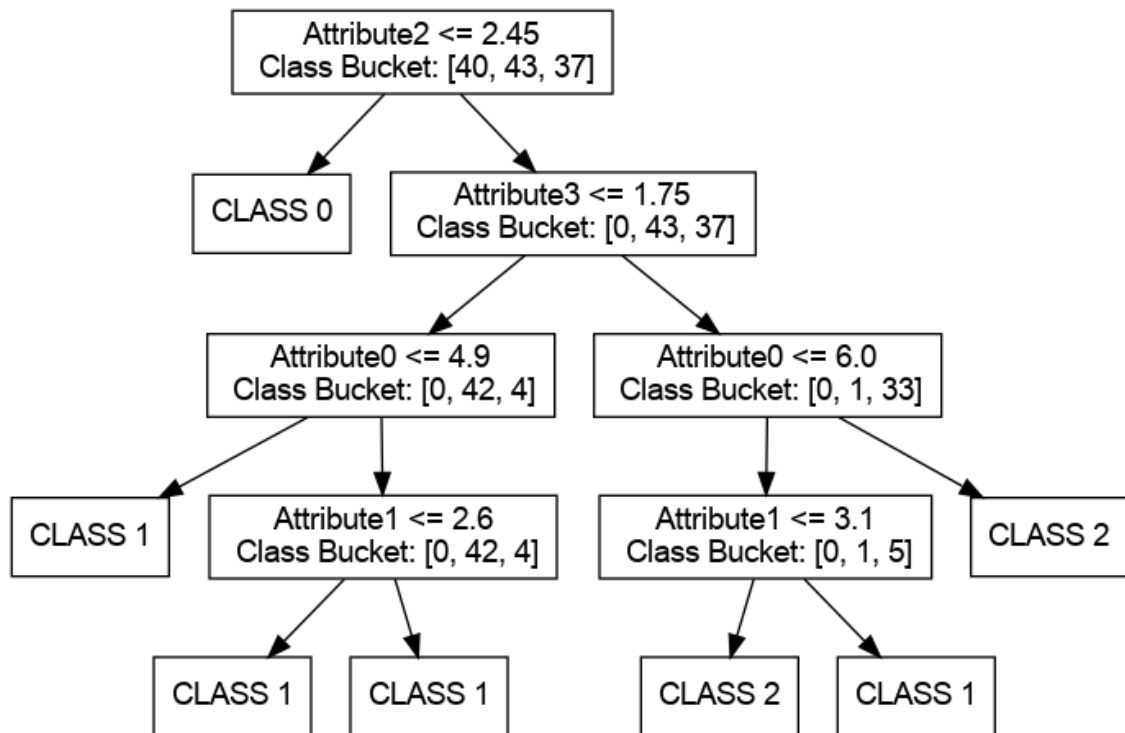 Attribute2 <= 2.45
Class Bucket: [40, 43, 37]
CLASS 0
Attribute3 <= 1.75
Class Bucket: [0, 43, 37]
Attribute0 <= 4.9
Class Bucket: [0, 42, 4]
Attribute0 <= 6.0
Class Bucket: [0, 1, 33]
CLASS 1
Attribute1 <= 2.6
Class Bucket: [0, 42, 4]
Attribute1 <= 3.1
Class Bucket: [0, 1, 5]
CLASS 2
CLASS 1
CLASS 1
CLASS 2
CLASS 1